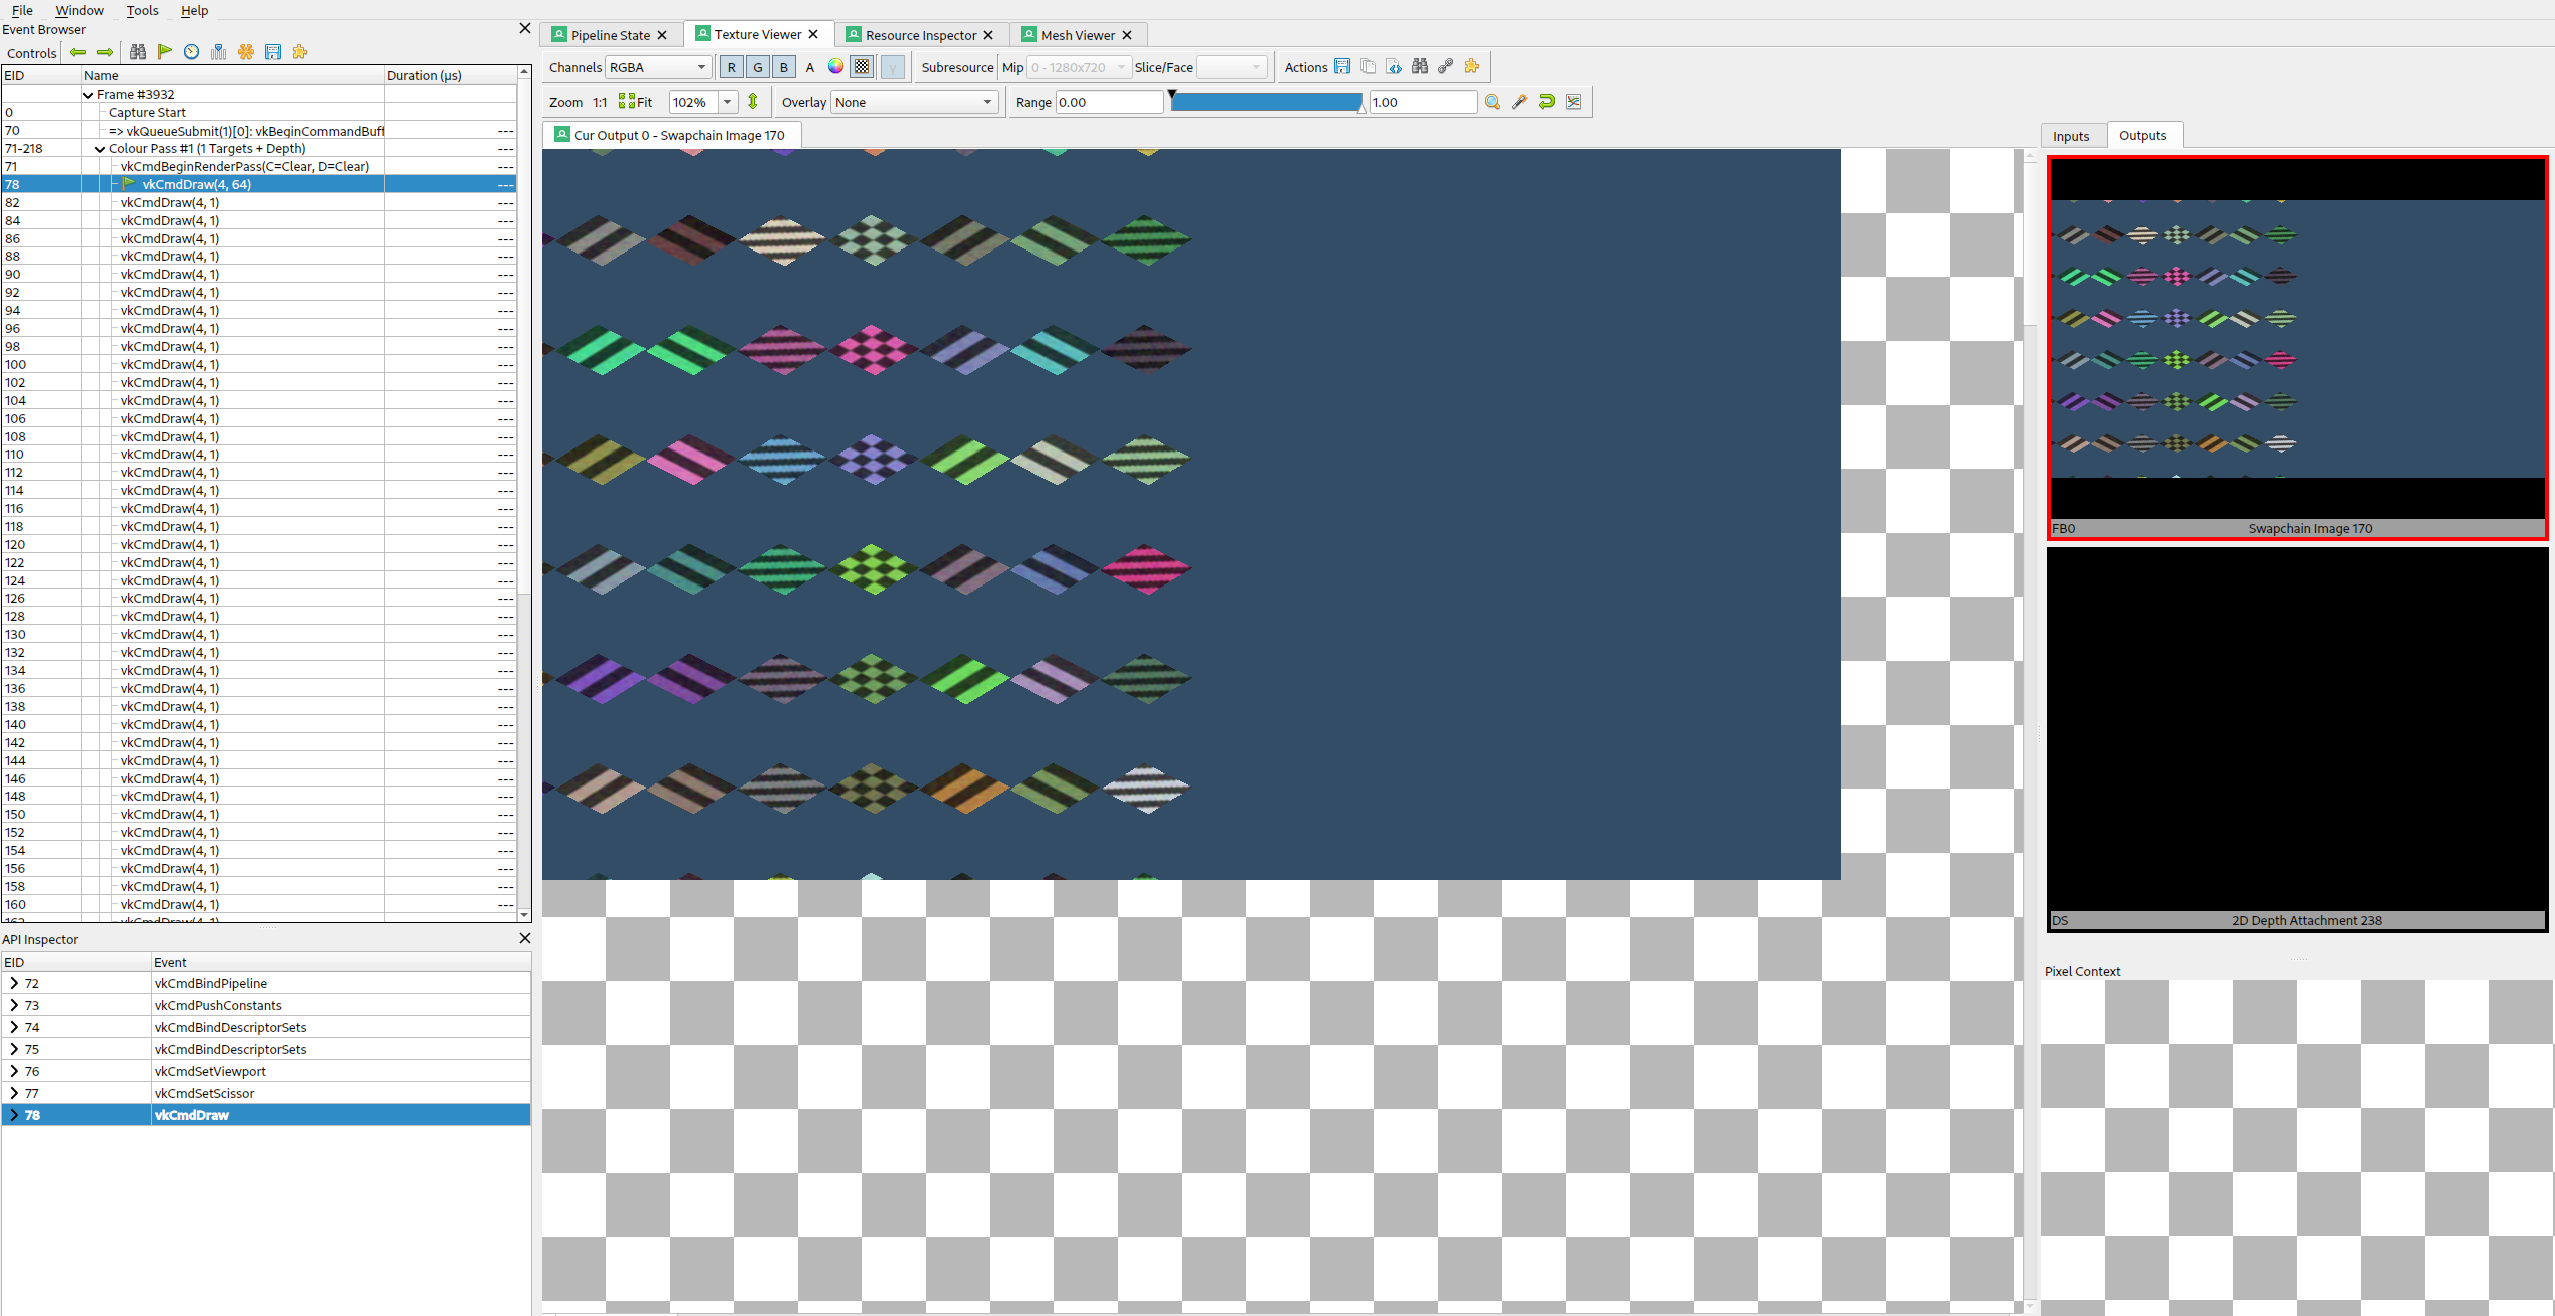 File Window Tools Help
Event Browser
Controls
EID Name Duration (µs)
Frame #3932
0 Capture Start
70 => vkQueueSubmit(1)[0]: vkBeginCommandBuff ---
71-218 Colour Pass #1 (1 Targets + Depth) ---
71 vkCmdBeginRenderPass(C=Clear, D=Clear) ---
78 vkCmdDraw(4, 64) ---
82 vkCmdDraw(4, 1) ---
84 vkCmdDraw(4, 1) ---
86 vkCmdDraw(4, 1) ---
88 vkCmdDraw(4, 1) ---
90 vkCmdDraw(4, 1) ---
92 vkCmdDraw(4, 1) ---
94 vkCmdDraw(4, 1) ---
96 vkCmdDraw(4, 1) ---
98 vkCmdDraw(4, 1) ---
100 vkCmdDraw(4, 1) ---
102 vkCmdDraw(4, 1) ---
104 vkCmdDraw(4, 1) ---
106 vkCmdDraw(4, 1) ---
108 vkCmdDraw(4, 1) ---
110 vkCmdDraw(4, 1) ---
112 vkCmdDraw(4, 1) ---
114 vkCmdDraw(4, 1) ---
116 vkCmdDraw(4, 1) ---
118 vkCmdDraw(4, 1) ---
120 vkCmdDraw(4, 1) ---
122 vkCmdDraw(4, 1) ---
124 vkCmdDraw(4, 1) ---
126 vkCmdDraw(4, 1) ---
128 vkCmdDraw(4, 1) ---
130 vkCmdDraw(4, 1) ---
132 vkCmdDraw(4, 1) ---
134 vkCmdDraw(4, 1) ---
136 vkCmdDraw(4, 1) ---
138 vkCmdDraw(4, 1) ---
140 vkCmdDraw(4, 1) ---
142 vkCmdDraw(4, 1) ---
144 vkCmdDraw(4, 1) ---
146 vkCmdDraw(4, 1) ---
148 vkCmdDraw(4, 1) ---
150 vkCmdDraw(4, 1) ---
152 vkCmdDraw(4, 1) ---
154 vkCmdDraw(4, 1) ---
156 vkCmdDraw(4, 1) ---
158 vkCmdDraw(4, 1) ---
160 vkCmdDraw(4, 1) ---
162 vkCmdDraw(4, 1)
API Inspector
EID Event
72 vkCmdBindPipeline
73 vkCmdPushConstants
74 vkCmdBindDescriptorSets
75 vkCmdBindDescriptorSets
76 vkCmdSetViewport
77 vkCmdSetScissor
78 vkCmdDraw
Pipeline State Texture Viewer Resource Inspector Mesh Viewer
Channels RGBA R G B A γ Subresource Mip 0 - 1280x720 Slice/Face Actions
Zoom 1:1 Fit 102% Overlay None Range 0.00 1.00
Cur Output 0 - Swapchain Image 170
Inputs Outputs
FB0 Swapchain Image 170
DS 2D Depth Attachment 238
Pixel Context